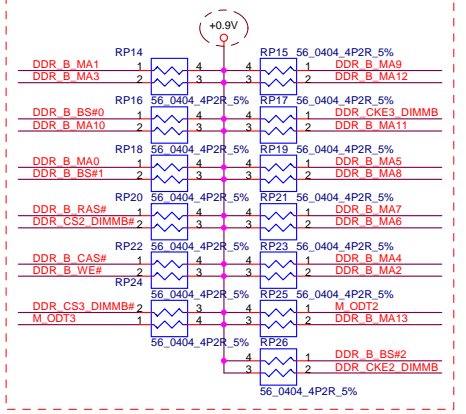 +0.9V
RP14 RP15 56_0404_4P2R_5%
DDR_B_MA1 1 4 4 1 DDR_B_MA9
DDR_B_MA3 2 3 3 2 DDR_B_MA12
56_0404_4P2R_5%
RP16 RP17
DDR_B_BS#0 1 4 4 1 DDR_CKE3_DIMMB
DDR_B_MA10 2 3 3 2 DDR_B_MA11
RP18 56_0404_4P2R_5% RP19 56_0404_4P2R_5%
DDR_B_MA0 1 4 4 1 DDR_B_MA5
DDR_B_BS#1 2 3 3 2 DDR_B_MA8
RP20 56_0404_4P2R_5% RP21 56_0404_4P2R_5%
DDR_B_RAS# 1 4 4 1 DDR_B_MA7
DDR_CS2_DIMMB# 2 3 3 2 DDR_B_MA6
RP22 56_0404_4P2R_5% RP23 56_0404_4P2R_5%
DDR_B_CAS# 1 4 4 1 DDR_B_MA4
DDR_B_WE# 2 3 3 2 DDR_B_MA2
RP24 56_0404_4P2R_5% RP25 56_0404_4P2R_5%
DDR_CS3_DIMMB# 2 3 4 1 M_ODT2
M_ODT3 1 4 3 2 DDR_B_MA13
56_0404_4P2R_5% RP26 56_0404_4P2R_5%
4 1 DDR_B_BS#2
3 2 DDR_CKE2_DIMMB
56_0404_4P2R_5%